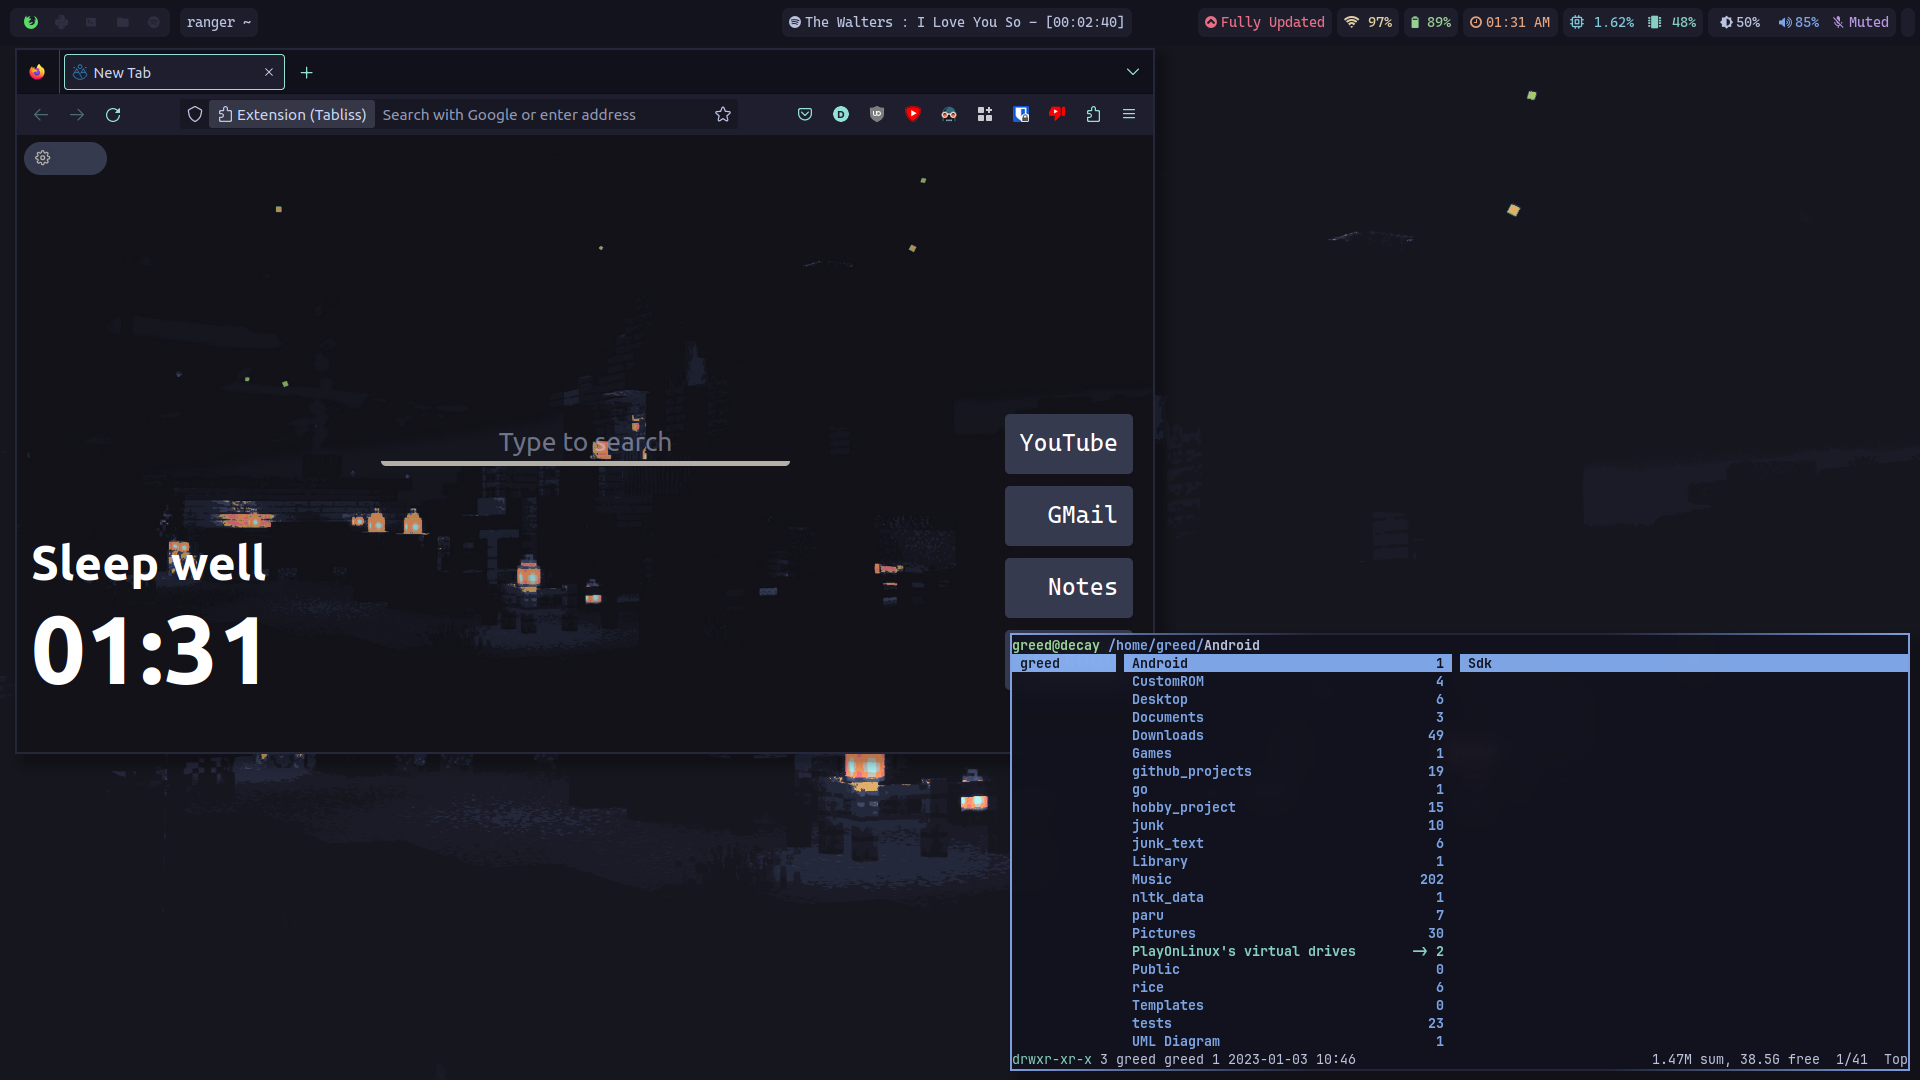 ranger ~
The Walters : I Love You So - [00:02:40]
Fully Updated
97%
89%
01:31 AM
1.62%
48%
50%
85%
Muted
New Tab
Extension (Tabliss)
Search with Google or enter address
Type to search
YouTube
GMail
Notes
Sleep well
01:31
greed@decay /home/greed/Android
greed
Android 1
Sdk
CustomROM 4
Desktop 6
Documents 3
Downloads 49
Games 1
github_projects 19
go 1
hobby_project 15
junk 10
junk_text 6
Library 1
Music 202
nltk_data 1
paru 7
Pictures 30
PlayOnLinux's virtual drives -> 2
Public 0
rice 6
Templates 0
tests 23
UML Diagram 1
drwxr-xr-x 3 greed greed 1 2023-01-03 10:46
1.47M sum, 38.5G free 1/41 Top